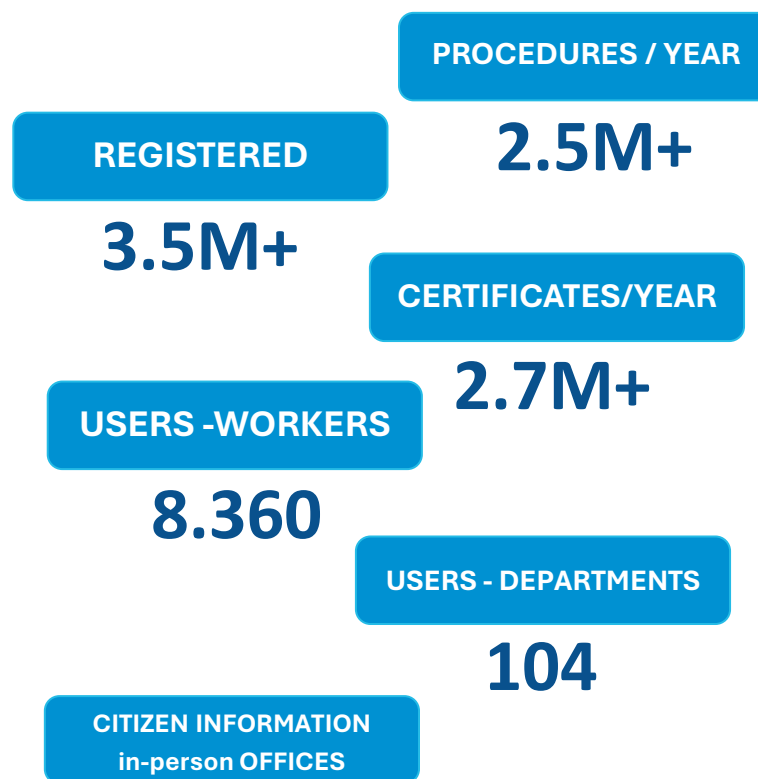 PROCEDURES / YEAR
2.5M+
REGISTERED
3.5M+
CERTIFICATES/YEAR
2.7M+
USERS -WORKERS
8.360
USERS - DEPARTMENTS
104
CITIZEN INFORMATION
in-person OFFICES